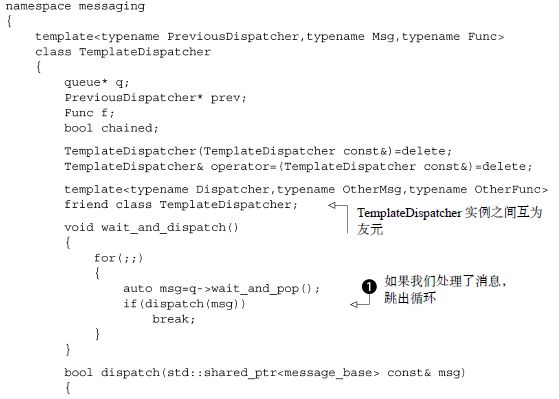 namespace messaging
{
template<typename PreviousDispatcher,typename Msg,typename Func>
class TemplateDispatcher
{
queue* q;
PreviousDispatcher* prev;
Func f;
bool chained;
TemplateDispatcher(TemplateDispatcher const&)=delete;
TemplateDispatcher& operator=(TemplateDispatcher const&)=delete;
template<typename Dispatcher,typename OtherMsg,typename OtherFunc>
friend class TemplateDispatcher;
TemplateDispatcher 实例之间互为
友元
void wait_and_dispatch()
{
for(;;)
{
auto msg=q->wait_and_pop();
if(dispatch(msg))
break;
}
}
❶ 如果我们处理了消息，
跳出循环
bool dispatch(std::shared_ptr<message_base> const& msg)
{